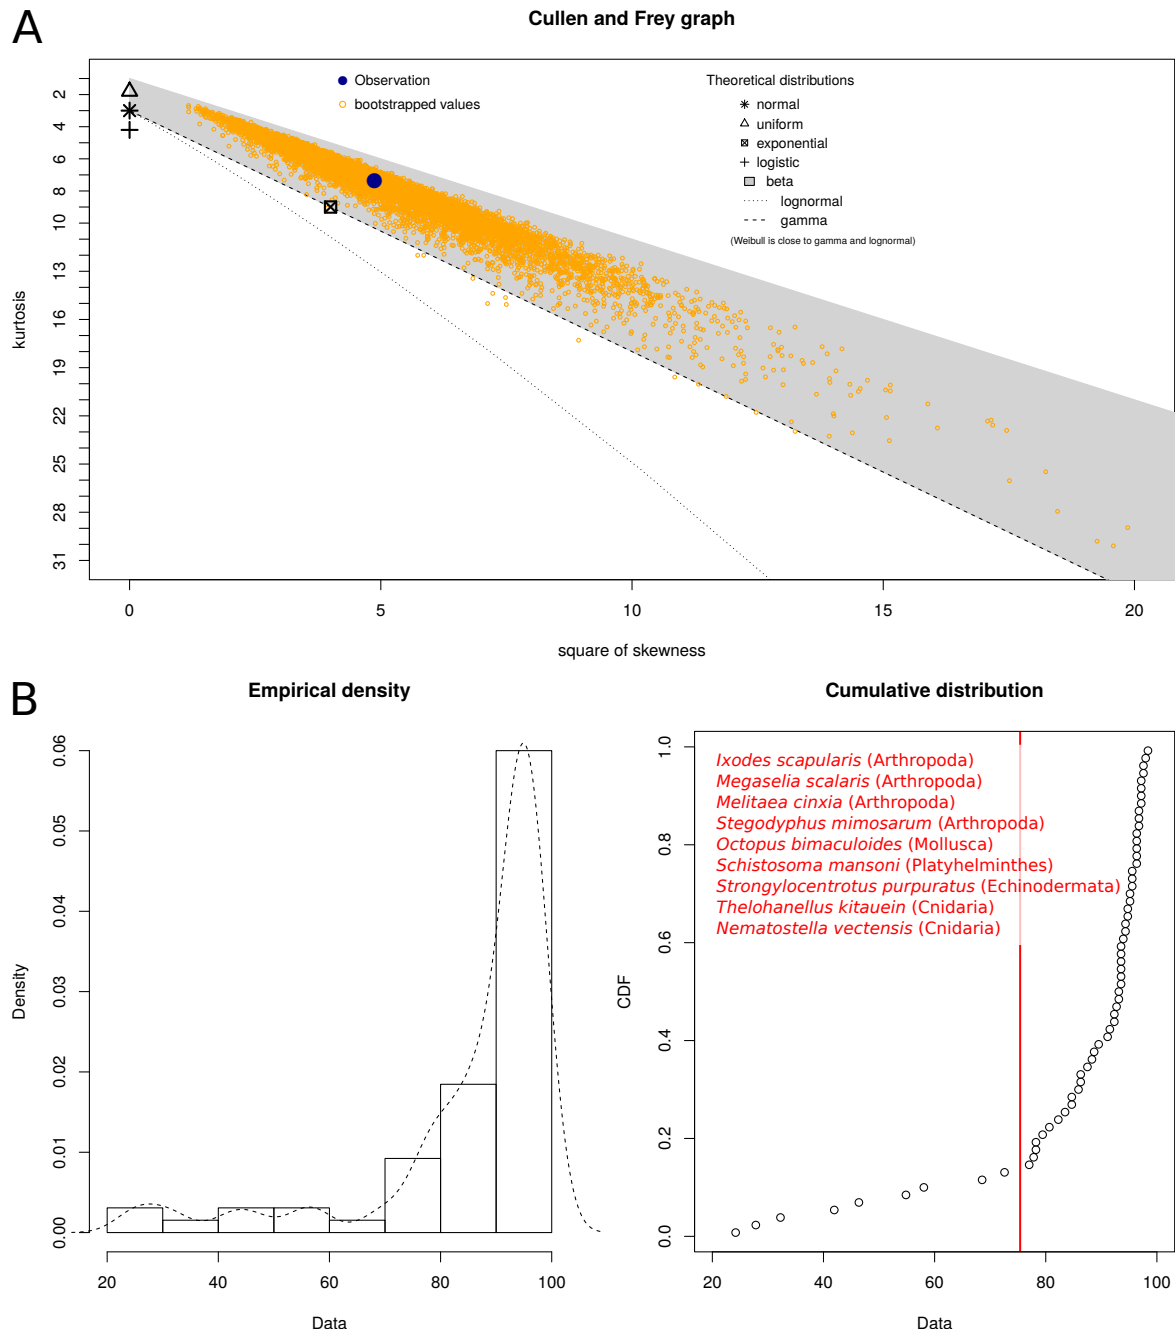 A
Cullen and Frey graph
Observation
bootstrapped values
Theoretical distributions
normal
uniform
exponential
logistic
beta
lognormal
gamma
(Weibull is close to gamma and lognormal)
kurtosis
2
4
6
8
10
13
16
19
22
25
28
31
0 5 10 15 20
square of skewness
B
Empirical density
Density
0.06
0.05
0.04
0.03
0.02
0.01
0.00
20 40 60 80 100
Data
Cumulative distribution
Ixodes scapularis (Arthropoda)
Megaselia scalaris (Arthropoda)
Melitaea cinxia (Arthropoda)
Stegodyphus mimosarum (Arthropoda)
Octopus bimaculoides (Mollusca)
Schistosoma mansoni (Platyhelminthes)
Strongylocentrotus purpuratus (Echinodermata)
Thelohanellus kitauein (Cnidaria)
Nematostella vectensis (Cnidaria)
CDF
1.0
0.8
0.6
0.4
0.2
0.0
20 40 60 80 100
Data